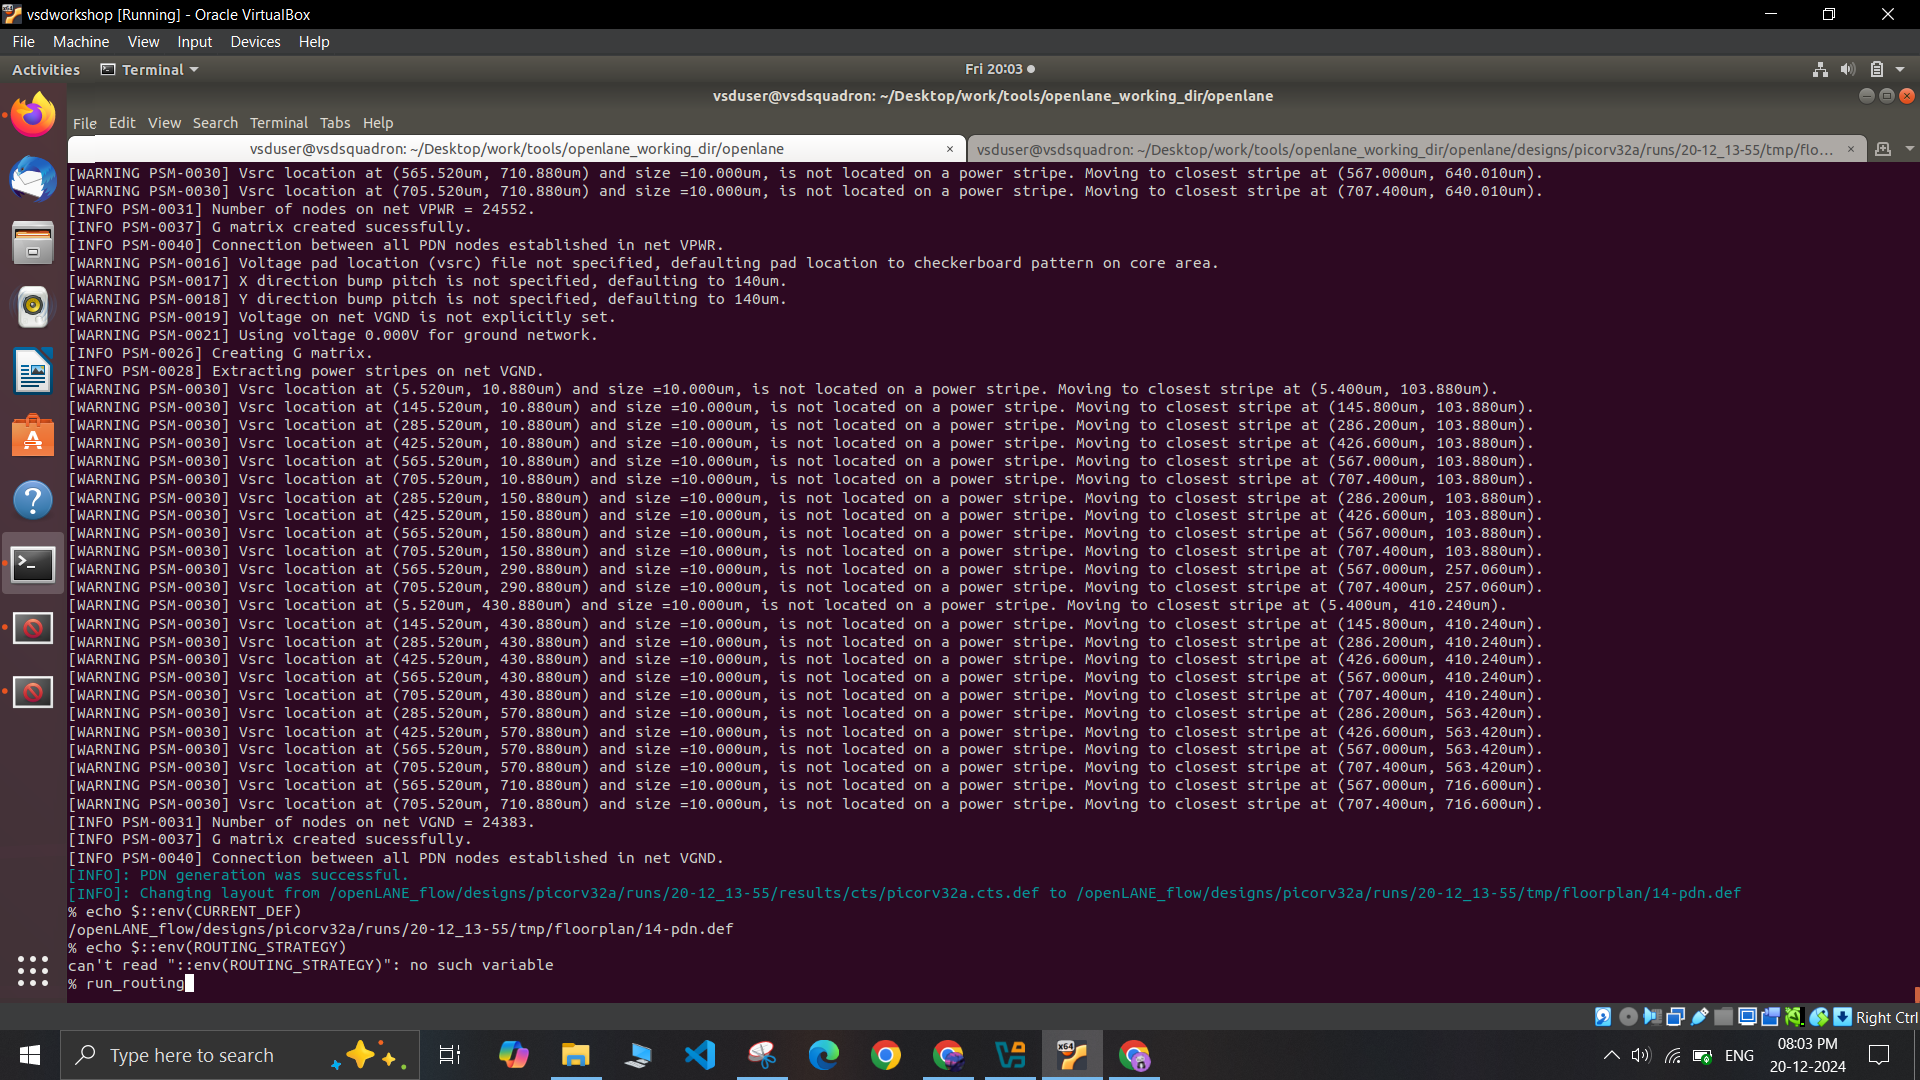 vsdworkshop [Running] - Oracle VirtualBox
File Machine View Input Devices Help
Activities Terminal Fri 20:03
vsduser@vsdsquadron: ~/Desktop/work/tools/openlane_working_dir/openlane
File Edit View Search Terminal Tabs Help
vsduser@vsdsquadron: ~/Desktop/work/tools/openlane_working_dir/openlane × vsduser@vsdsquadron: ~/Desktop/work/tools/openlane_working_dir/openlane/designs/picorv32a/runs/20-12_13-55/tmp/flo... ×
[WARNING PSM-0030] Vsrc location at (565.520um, 710.880um) and size =10.000um, is not located on a power stripe. Moving to closest stripe at (567.000um, 640.010um).
[WARNING PSM-0030] Vsrc location at (705.520um, 710.880um) and size =10.000um, is not located on a power stripe. Moving to closest stripe at (707.400um, 640.010um).
[INFO PSM-0031] Number of nodes on net VPWR = 24552.
[INFO PSM-0037] G matrix created sucessfully.
[INFO PSM-0040] Connection between all PDN nodes established in net VPWR.
[WARNING PSM-0016] Voltage pad location (vsrc) file not specified, defaulting pad location to checkerboard pattern on core area.
[WARNING PSM-0017] X direction bump pitch is not specified, defaulting to 140um.
[WARNING PSM-0018] Y direction bump pitch is not specified, defaulting to 140um.
[WARNING PSM-0019] Voltage on net VGND is not explicitly set.
[WARNING PSM-0021] Using voltage 0.000V for ground network.
[INFO PSM-0026] Creating G matrix.
[INFO PSM-0028] Extracting power stripes on net VGND.
[WARNING PSM-0030] Vsrc location at (5.520um, 10.880um) and size =10.000um, is not located on a power stripe. Moving to closest stripe at (5.400um, 103.880um).
[WARNING PSM-0030] Vsrc location at (145.520um, 10.880um) and size =10.000um, is not located on a power stripe. Moving to closest stripe at (145.800um, 103.880um).
[WARNING PSM-0030] Vsrc location at (285.520um, 10.880um) and size =10.000um, is not located on a power stripe. Moving to closest stripe at (286.200um, 103.880um).
[WARNING PSM-0030] Vsrc location at (425.520um, 10.880um) and size =10.000um, is not located on a power stripe. Moving to closest stripe at (426.600um, 103.880um).
[WARNING PSM-0030] Vsrc location at (565.520um, 10.880um) and size =10.000um, is not located on a power stripe. Moving to closest stripe at (567.000um, 103.880um).
[WARNING PSM-0030] Vsrc location at (705.520um, 10.880um) and size =10.000um, is not located on a power stripe. Moving to closest stripe at (707.400um, 103.880um).
[WARNING PSM-0030] Vsrc location at (285.520um, 150.880um) and size =10.000um, is not located on a power stripe. Moving to closest stripe at (286.200um, 103.880um).
[WARNING PSM-0030] Vsrc location at (425.520um, 150.880um) and size =10.000um, is not located on a power stripe. Moving to closest stripe at (426.600um, 103.880um).
[WARNING PSM-0030] Vsrc location at (565.520um, 150.880um) and size =10.000um, is not located on a power stripe. Moving to closest stripe at (567.000um, 103.880um).
[WARNING PSM-0030] Vsrc location at (705.520um, 150.880um) and size =10.000um, is not located on a power stripe. Moving to closest stripe at (707.400um, 103.880um).
[WARNING PSM-0030] Vsrc location at (565.520um, 290.880um) and size =10.000um, is not located on a power stripe. Moving to closest stripe at (567.000um, 257.060um).
[WARNING PSM-0030] Vsrc location at (705.520um, 290.880um) and size =10.000um, is not located on a power stripe. Moving to closest stripe at (707.400um, 257.060um).
[WARNING PSM-0030] Vsrc location at (5.520um, 430.880um) and size =10.000um, is not located on a power stripe. Moving to closest stripe at (5.400um, 410.240um).
[WARNING PSM-0030] Vsrc location at (145.520um, 430.880um) and size =10.000um, is not located on a power stripe. Moving to closest stripe at (145.800um, 410.240um).
[WARNING PSM-0030] Vsrc location at (285.520um, 430.880um) and size =10.000um, is not located on a power stripe. Moving to closest stripe at (286.200um, 410.240um).
[WARNING PSM-0030] Vsrc location at (425.520um, 430.880um) and size =10.000um, is not located on a power stripe. Moving to closest stripe at (426.600um, 410.240um).
[WARNING PSM-0030] Vsrc location at (565.520um, 430.880um) and size =10.000um, is not located on a power stripe. Moving to closest stripe at (567.000um, 410.240um).
[WARNING PSM-0030] Vsrc location at (705.520um, 430.880um) and size =10.000um, is not located on a power stripe. Moving to closest stripe at (707.400um, 410.240um).
[WARNING PSM-0030] Vsrc location at (285.520um, 570.880um) and size =10.000um, is not located on a power stripe. Moving to closest stripe at (286.200um, 563.420um).
[WARNING PSM-0030] Vsrc location at (425.520um, 570.880um) and size =10.000um, is not located on a power stripe. Moving to closest stripe at (426.600um, 563.420um).
[WARNING PSM-0030] Vsrc location at (565.520um, 570.880um) and size =10.000um, is not located on a power stripe. Moving to closest stripe at (567.000um, 563.420um).
[WARNING PSM-0030] Vsrc location at (705.520um, 570.880um) and size =10.000um, is not located on a power stripe. Moving to closest stripe at (707.400um, 563.420um).
[WARNING PSM-0030] Vsrc location at (565.520um, 710.880um) and size =10.000um, is not located on a power stripe. Moving to closest stripe at (567.000um, 716.600um).
[WARNING PSM-0030] Vsrc location at (705.520um, 710.880um) and size =10.000um, is not located on a power stripe. Moving to closest stripe at (707.400um, 716.600um).
[INFO PSM-0031] Number of nodes on net VGND = 24383.
[INFO PSM-0037] G matrix created sucessfully.
[INFO PSM-0040] Connection between all PDN nodes established in net VGND.
[INFO]: PDN generation was successful.
[INFO]: Changing layout from /openLANE_flow/designs/picorv32a/runs/20-12_13-55/results/cts/picorv32a.cts.def to /openLANE_flow/designs/picorv32a/runs/20-12_13-55/tmp/floorplan/14-pdn.def
% echo $::env(CURRENT_DEF)
/openLANE_flow/designs/picorv32a/runs/20-12_13-55/tmp/floorplan/14-pdn.def
% echo $::env(ROUTING_STRATEGY)
can't read "::env(ROUTING_STRATEGY)": no such variable
% run_routing
Right Ctrl
Type here to search
ENG
08:03 PM
20-12-2024